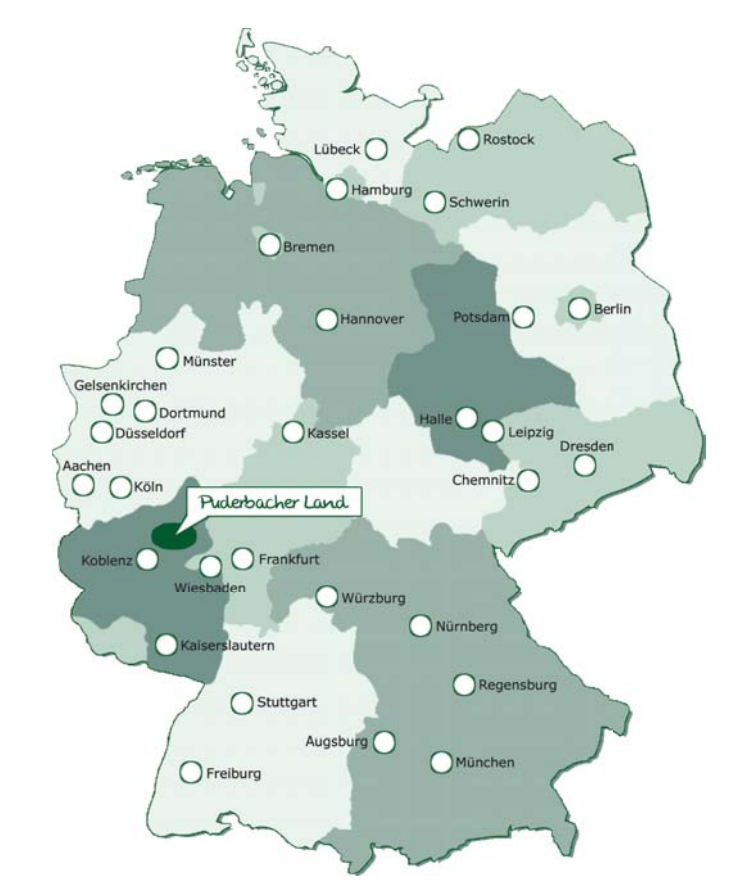 Rostock
Lübeck
Hamburg
Schwerin
Bremen
Berlin
Potsdam
Hannover
Münster
Gelsenkirchen
Dortmund
Düsseldorf
Kassel
Halle
Leipzig
Dresden
Aachen
Köln
Chemnitz
Puderbacher Land
Koblenz
Frankfurt
Wiesbaden
Würzburg
Nürnberg
Kaiserslautern
Regensburg
Stuttgart
Augsburg
München
Freiburg